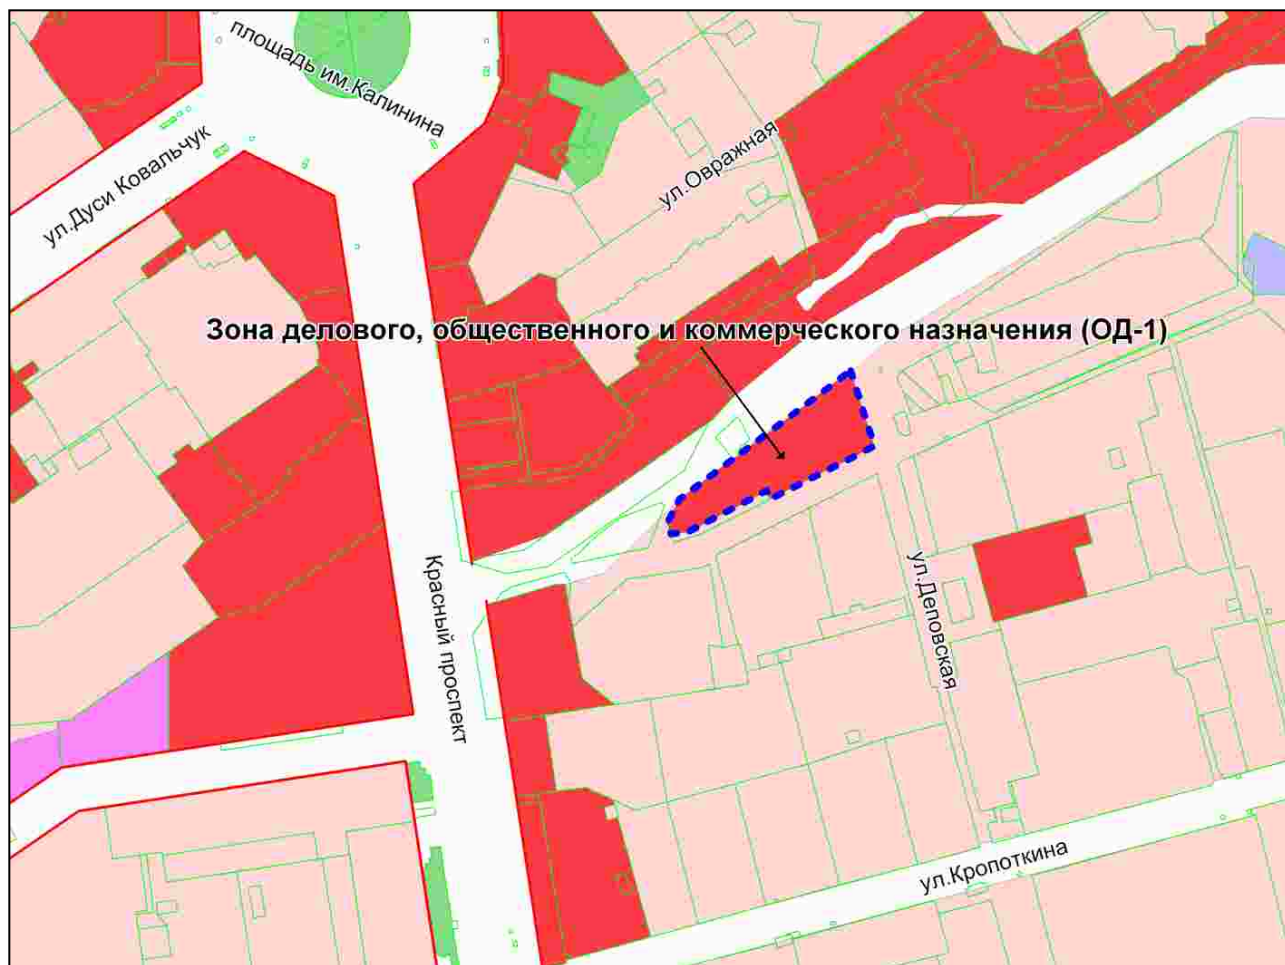 площадь им.Калинина
ул.Дуси Ковальчук
ул.Овражная
Зона делового, общественного и коммерческого назначения (ОД-1)
Красный проспект
ул.Деповская
ул.Кропоткина